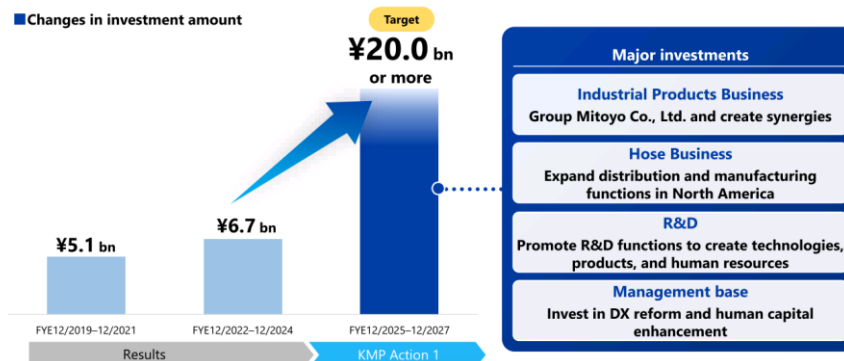 ■Changes in investment amount
Target
¥20.0 bn
or more
¥6.7 bn
¥5.1 bn
FYE12/2019–12/2021
FYE12/2022–12/2024
FYE12/2025–12/2027
Results
KMP Action 1
Major investments
Industrial Products Business
Group Mitoyo Co., Ltd. and create synergies
Hose Business
Expand distribution and manufacturing
functions in North America
R&D
Promote R&D functions to create technologies,
products, and human resources
Management base
Invest in DX reform and human capital
enhancement